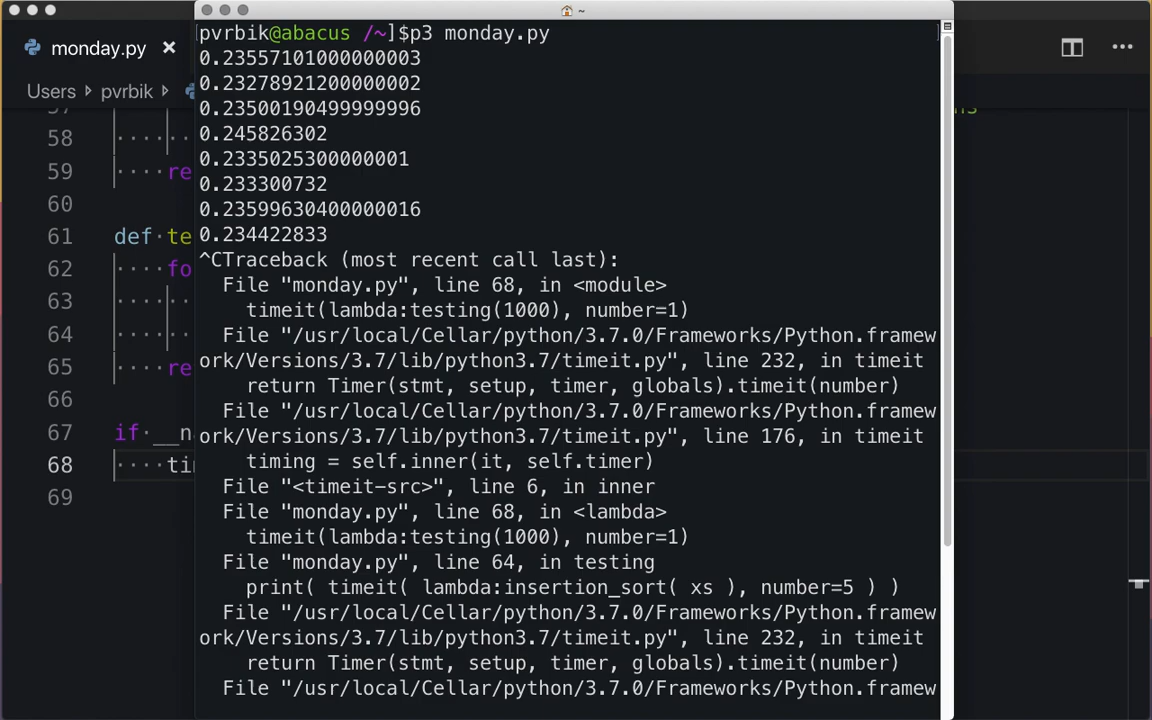 ~
pvrbik@abacus /~]$p3 monday.py
monday.py
0.23557101000000003
0.23278921200000002
Users pvrbik
0.23500190499999996
58
0.245826302
0.2335025300000001
59 re
0.233300732
60
0.23599630400000016
61 def te
0.234422833
^CTraceback (most recent call last):
62 fo
File "monday.py", line 68, in <module>
63
timeit(lambda:testing(1000), number=1)
64
File "/usr/local/Cellar/python/3.7.0/Frameworks/Python.framew
ork/Versions/3.7/lib/python3.7/timeit.py", line 232, in timeit
65 re
return Timer(stmt, setup, timer, globals).timeit(number)
66
File "/usr/local/Cellar/python/3.7.0/Frameworks/Python.framew
67 if __n
ork/Versions/3.7/lib/python3.7/timeit.py", line 176, in timeit
68 ti
timing = self.inner(it, self.timer)
File "<timeit-src>", line 6, in inner
69
File "monday.py", line 68, in <lambda>
timeit(lambda:testing(1000), number=1)
File "monday.py", line 64, in testing
print( timeit( lambda:insertion_sort( xs ), number=5 ) )
File "/usr/local/Cellar/python/3.7.0/Frameworks/Python.framew
ork/Versions/3.7/lib/python3.7/timeit.py", line 232, in timeit
return Timer(stmt, setup, timer, globals).timeit(number)
File "/usr/local/Cellar/python/3.7.0/Frameworks/Python.framew